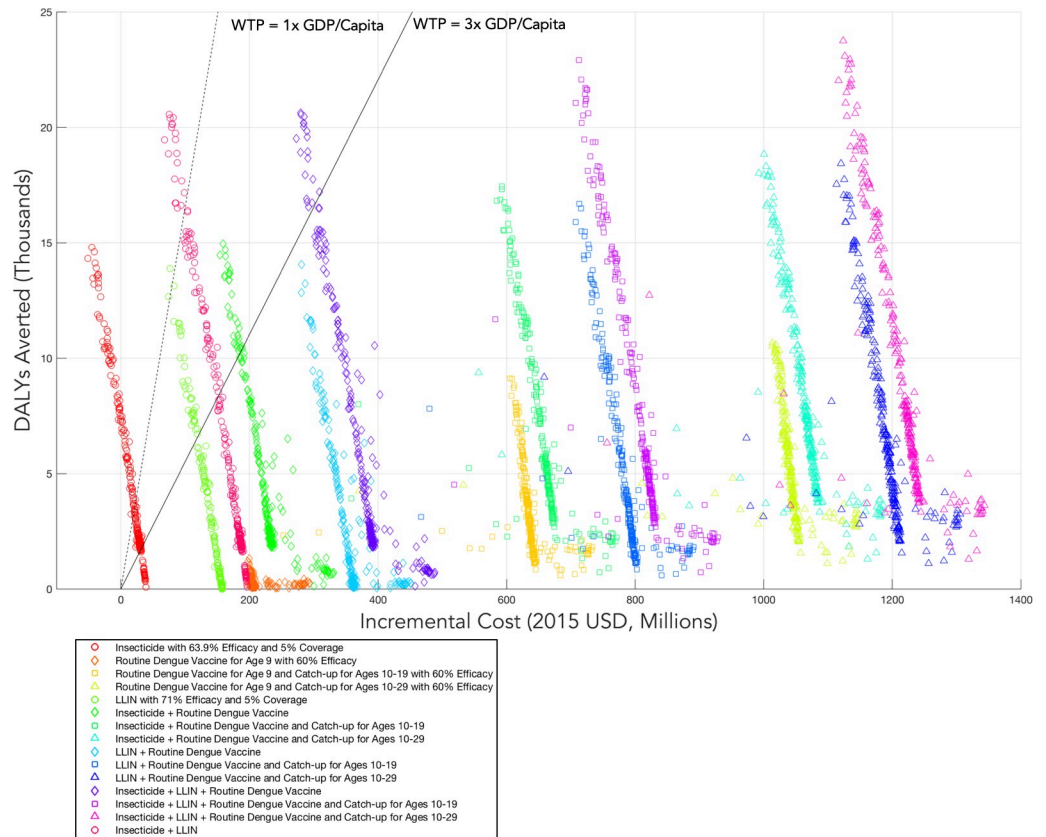 25
WTP = 1x GDP/Capita
WTP = 3x GDP/Capita
20
15
10
5
0
DALYs Averted (Thousands)
0 200 400 600 800 1000 1200 1400
Incremental Cost (2015 USD, Millions)
Insecticide with 63.9% Efficacy and 5% Coverage
Routine Dengue Vaccine for Age 9 with 60% Efficacy
Routine Dengue Vaccine for Age 9 and Catch-up for Ages 10-19 with 60% Efficacy
Routine Dengue Vaccine for Age 9 and Catch-up for Ages 10-29 with 60% Efficacy
LLIN with 71% Efficacy and 5% Coverage
Insecticide + Routine Dengue Vaccine
Insecticide + Routine Dengue Vaccine and Catch-up for Ages 10-19
Insecticide + Routine Dengue Vaccine and Catch-up for Ages 10-29
LLIN + Routine Dengue Vaccine
LLIN + Routine Dengue Vaccine and Catch-up for Ages 10-19
LLIN + Routine Dengue Vaccine and Catch-up for Ages 10-29
Insecticide + LLIN + Routine Dengue Vaccine
Insecticide + LLIN + Routine Dengue Vaccine and Catch-up for Ages 10-19
Insecticide + LLIN + Routine Dengue Vaccine and Catch-up for Ages 10-29
Insecticide + LLIN